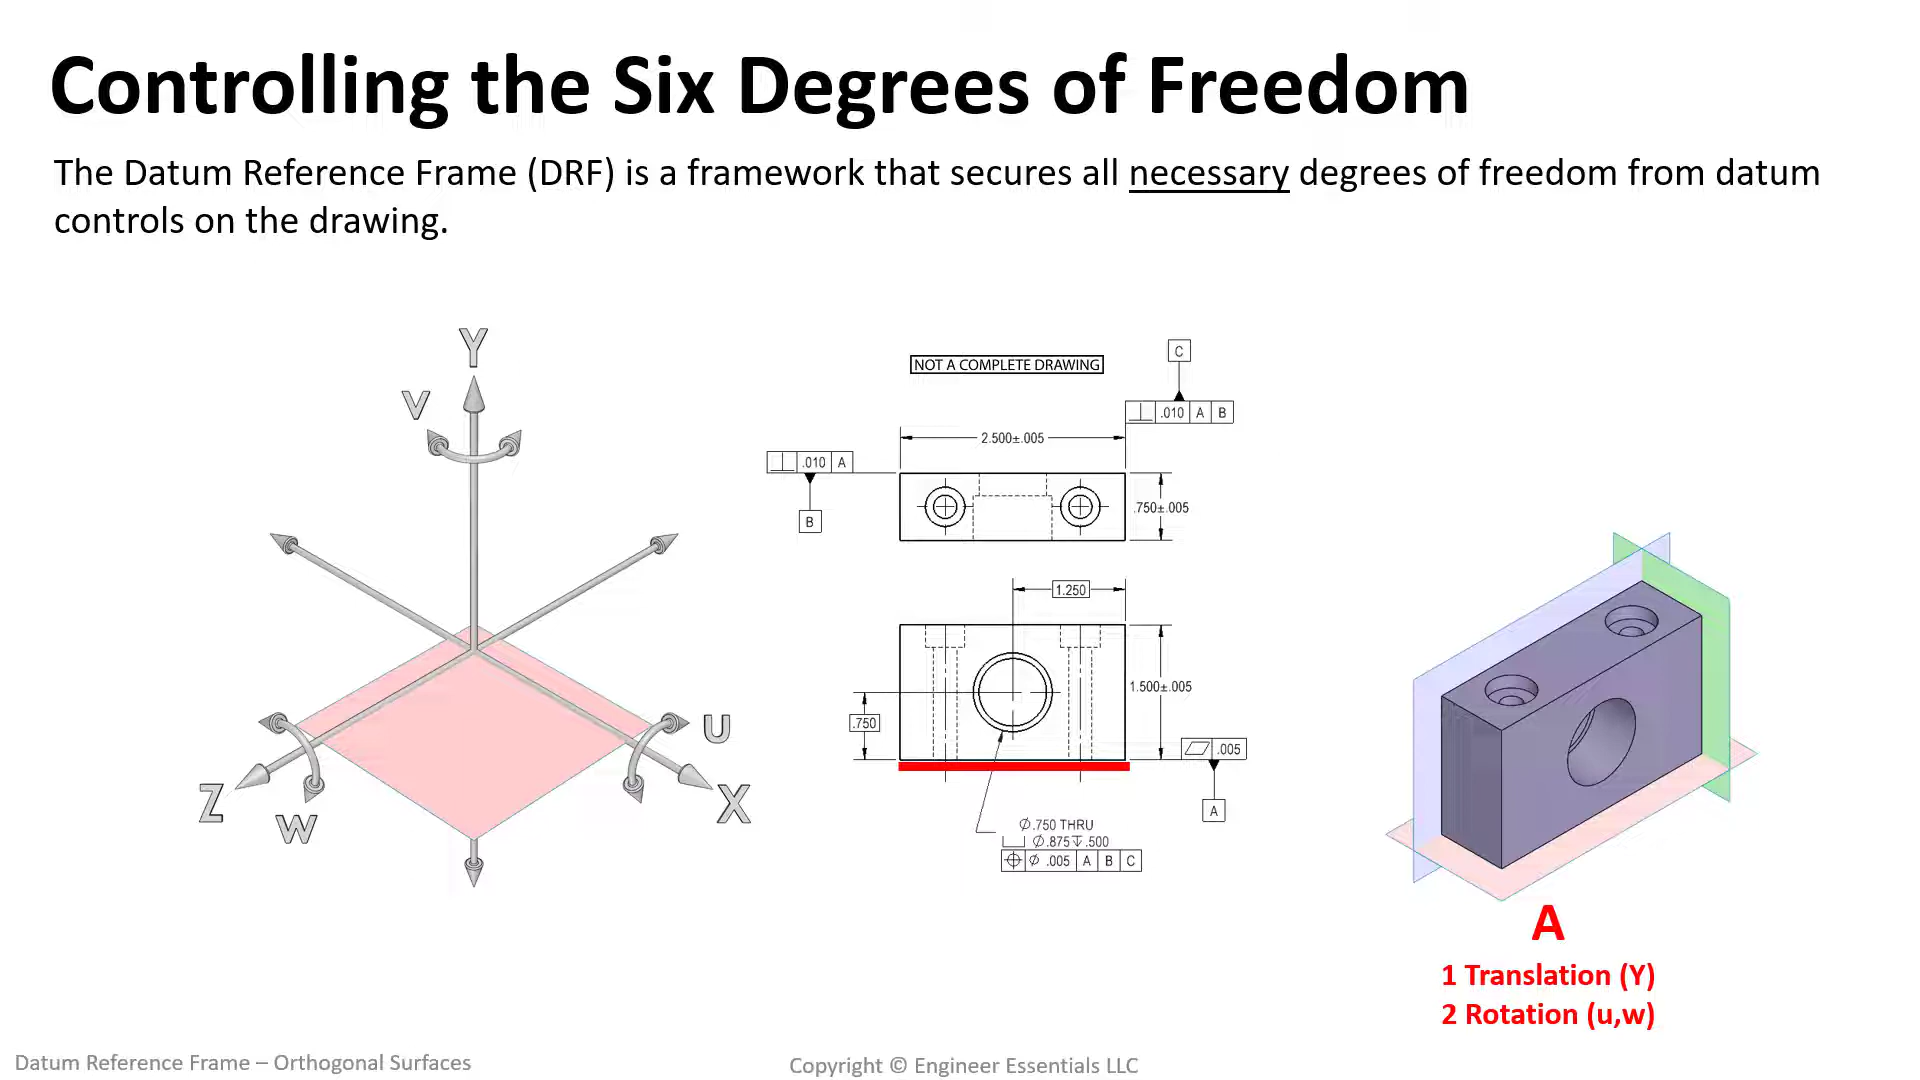 Controlling the Six Degrees of Freedom
The Datum Reference Frame (DRF) is a framework that secures all necessary degrees of freedom from datum
controls on the drawing.
Y
V
Z
W
U
X
NOT A COMPLETE DRAWING
C
⊥ .010 A B
2.500±.005
⊥ .010 A
B
.750±.005
1.250
1.500±.005
.750
⏥ .005
A
∅.750 THRU
⌴ ∅.875↧.500
⌖ ∅ .005 A B C
A
1 Translation (Y)
2 Rotation (u,w)
Datum Reference Frame – Orthogonal Surfaces
Copyright © Engineer Essentials LLC